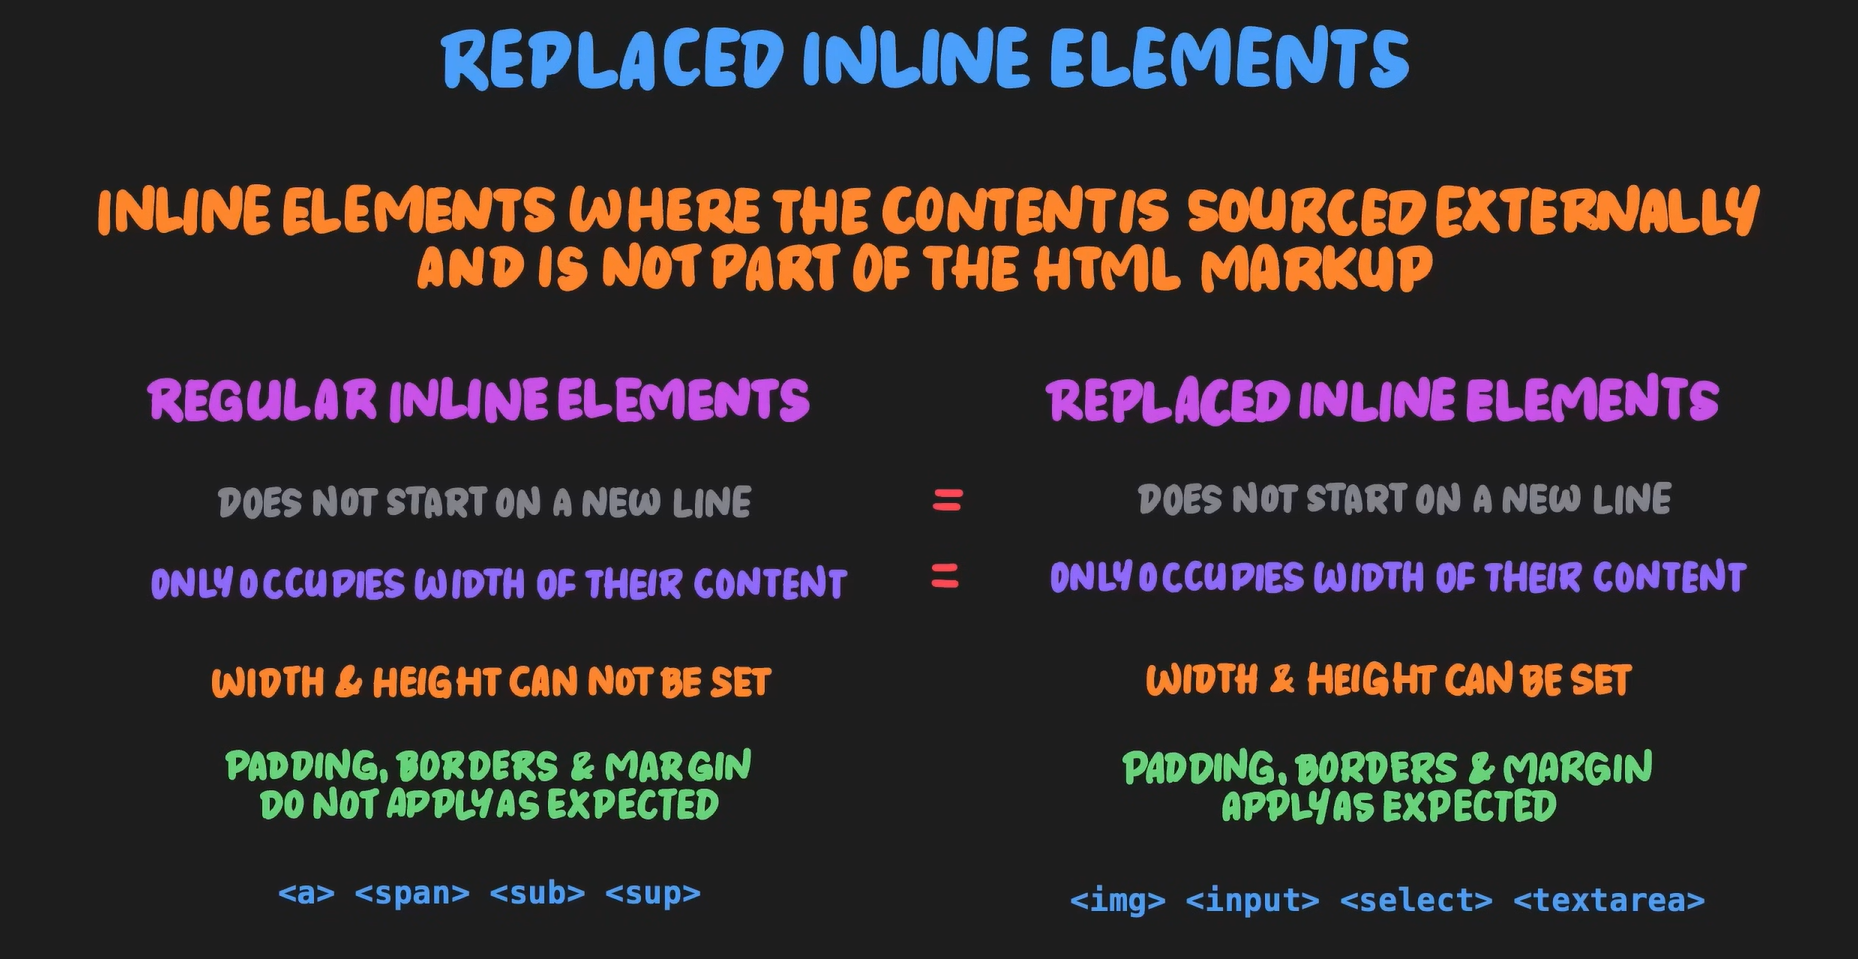 REPLACED INLINE ELEMENTS
INLINE ELEMENTS WHERE THE CONTENT IS SOURCED EXTERNALLY
AND IS NOT PART OF THE HTML MARKUP
REGULAR INLINE ELEMENTS
REPLACED INLINE ELEMENTS
DOES NOT START ON A NEW LINE
=
DOES NOT START ON A NEW LINE
ONLY OCCUPIES WIDTH OF THEIR CONTENT
=
ONLY OCCUPIES WIDTH OF THEIR CONTENT
WIDTH & HEIGHT CAN NOT BE SET
WIDTH & HEIGHT CAN BE SET
PADDING, BORDERS & MARGIN
DO NOT APPLY AS EXPECTED
PADDING, BORDERS & MARGIN
APPLY AS EXPECTED
<a> <span> <sub> <sup>
<img> <input> <select> <textarea>